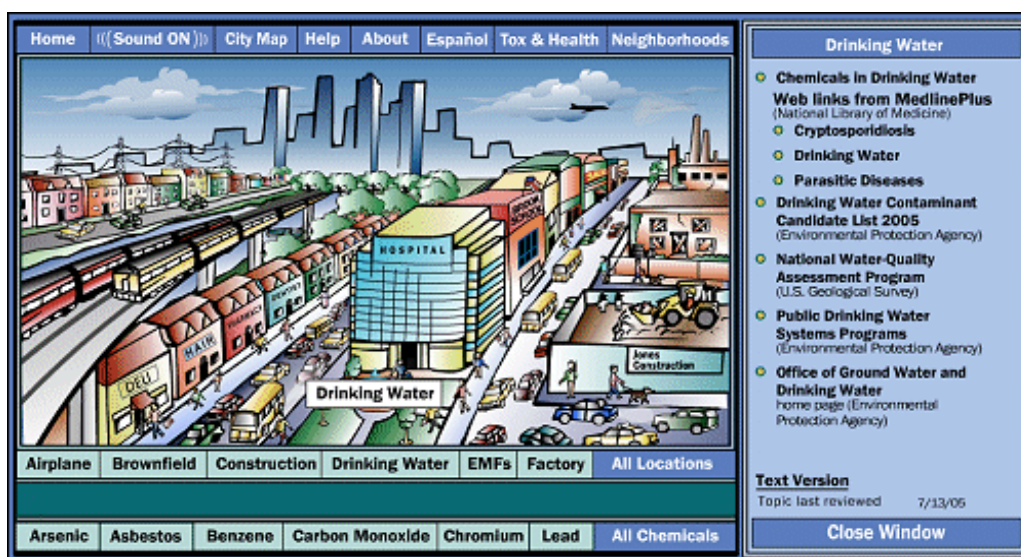 Home
(((Sound ON)))
City Map
Help
About
Español
Tox & Health
Neighborhoods
HOSPITAL
BROOM
SCHOOL
DENTIST
PHARMACY
HAIR
DELI
Jones
Construction
Drinking Water
Airplane
Brownfield
Construction
Drinking Water
EMFs
Factory
All Locations
Arsenic
Asbestos
Benzene
Carbon Monoxide
Chromium
Lead
All Chemicals
Drinking Water
Chemicals in Drinking Water
Web links from MedlinePlus
(National Library of Medicine)
Cryptosporidiosis
Drinking Water
Parasitic Diseases
Drinking Water Contaminant
Candidate List 2005
(Environmental Protection Agency)
National Water-Quality
Assessment Program
(U.S. Geological Survey)
Public Drinking Water
Systems Programs
(Environmental Protection Agency)
Office of Ground Water and
Drinking Water
home page (Environmental
Protection Agency)
Text Version
Topic last reviewed 7/13/05
Close Window